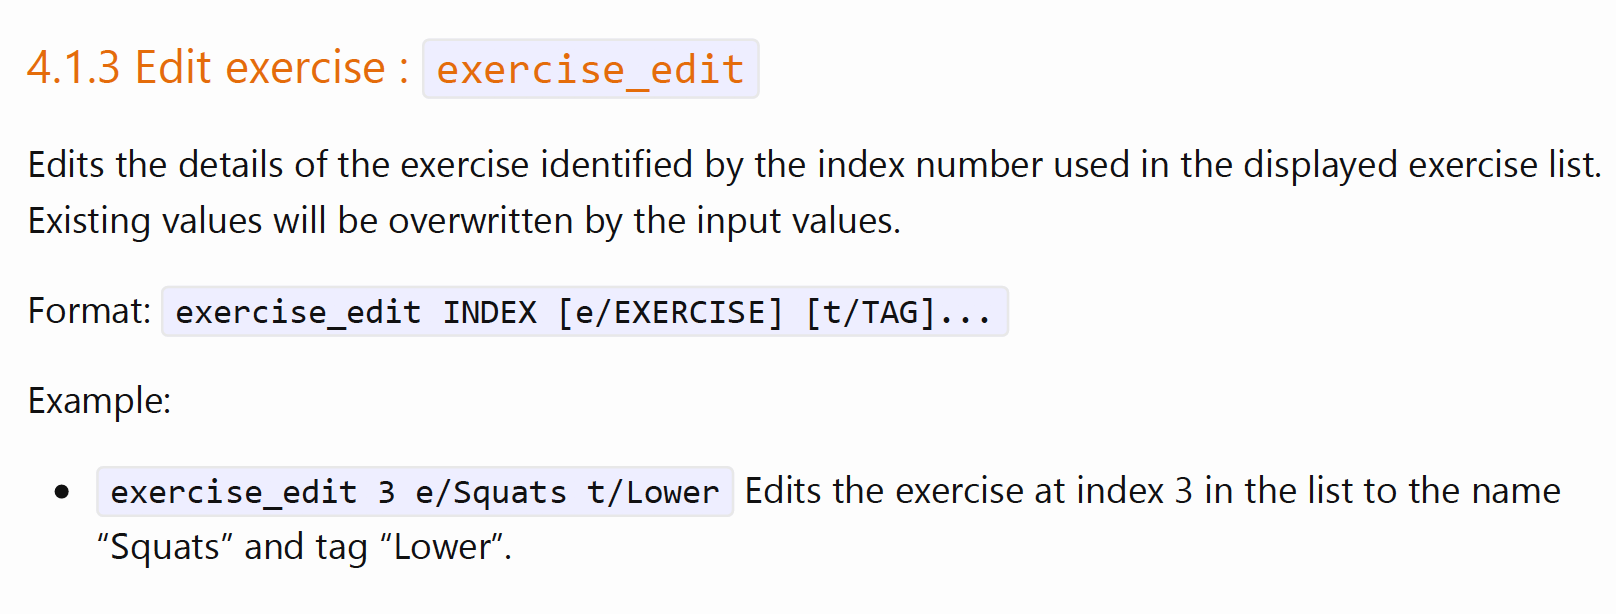 4.1.3 Edit exercise : exercise_edit
Edits the details of the exercise identified by the index number used in the displayed exercise list.
Existing values will be overwritten by the input values.
Format: exercise_edit INDEX [e/EXERCISE] [t/TAG]...
Example:
• exercise_edit 3 e/Squats t/Lower Edits the exercise at index 3 in the list to the name
“Squats” and tag “Lower”.